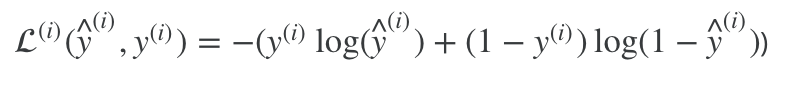 ℒ⁽ⁱ⁾(ŷ⁽ⁱ⁾, y⁽ⁱ⁾) = −(y⁽ⁱ⁾ log(ŷ⁽ⁱ⁾) + (1 − y⁽ⁱ⁾) log(1 − ŷ⁽ⁱ⁾))